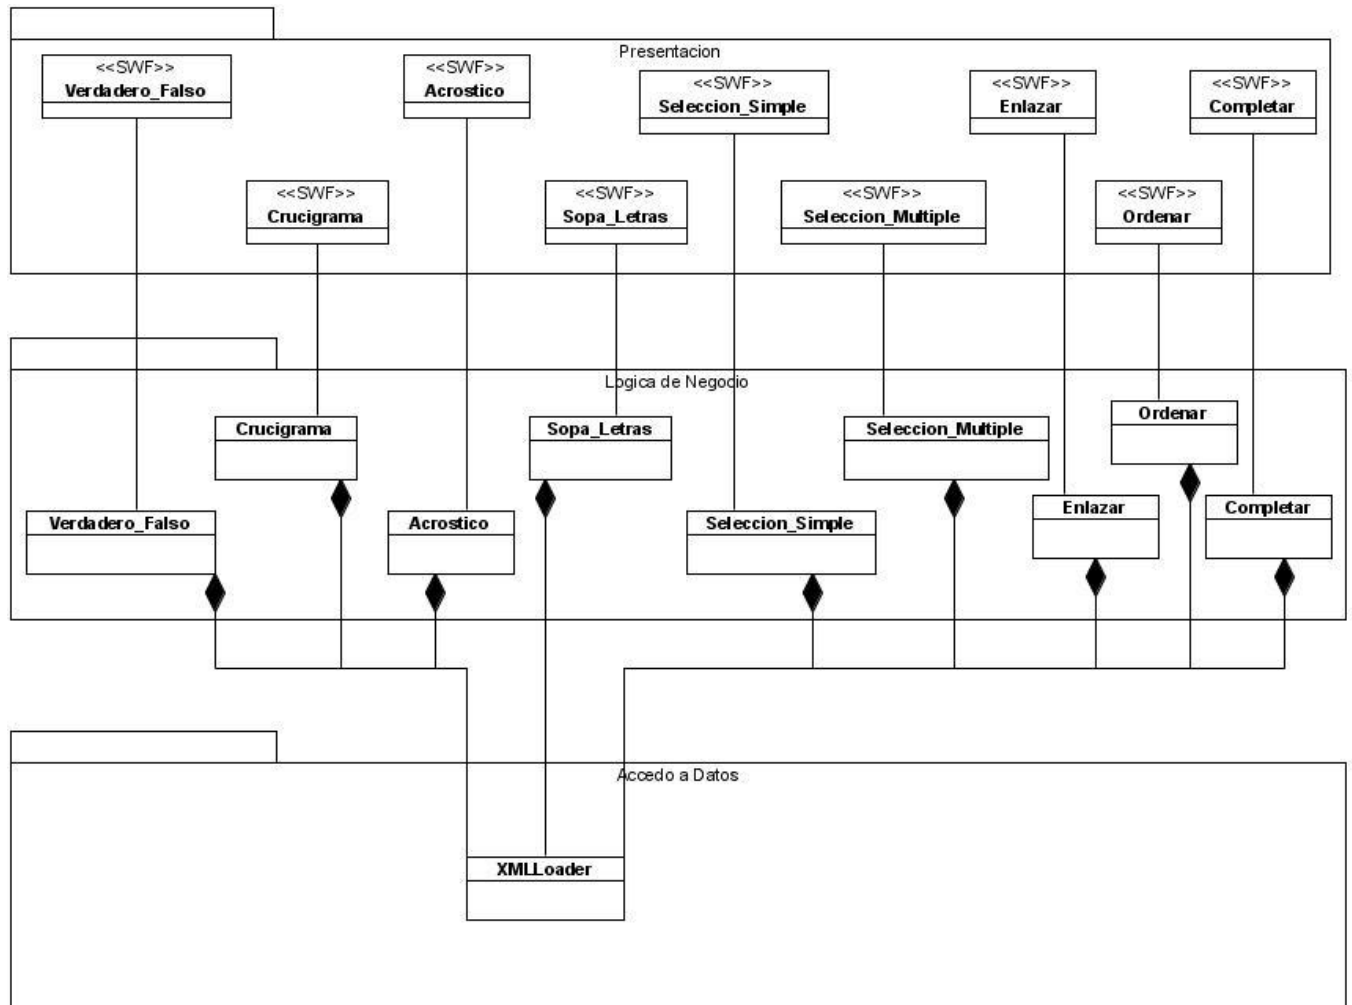 Presentacion
<<SWF>>
Verdadero_Falso
<<SWF>>
Acrostico
<<SWF>>
Seleccion_Simple
<<SWF>>
Enlazar
<<SWF>>
Completar
<<SWF>>
Crucigrama
<<SWF>>
Sopa_Letras
<<SWF>>
Seleccion_Multiple
<<SWF>>
Ordenar
Logica de Negocio
Crucigrama
Sopa_Letras
Seleccion_Multiple
Ordenar
Verdadero_Falso
Acrostico
Seleccion_Simple
Enlazar
Completar
Accedo a Datos
XMLLoader